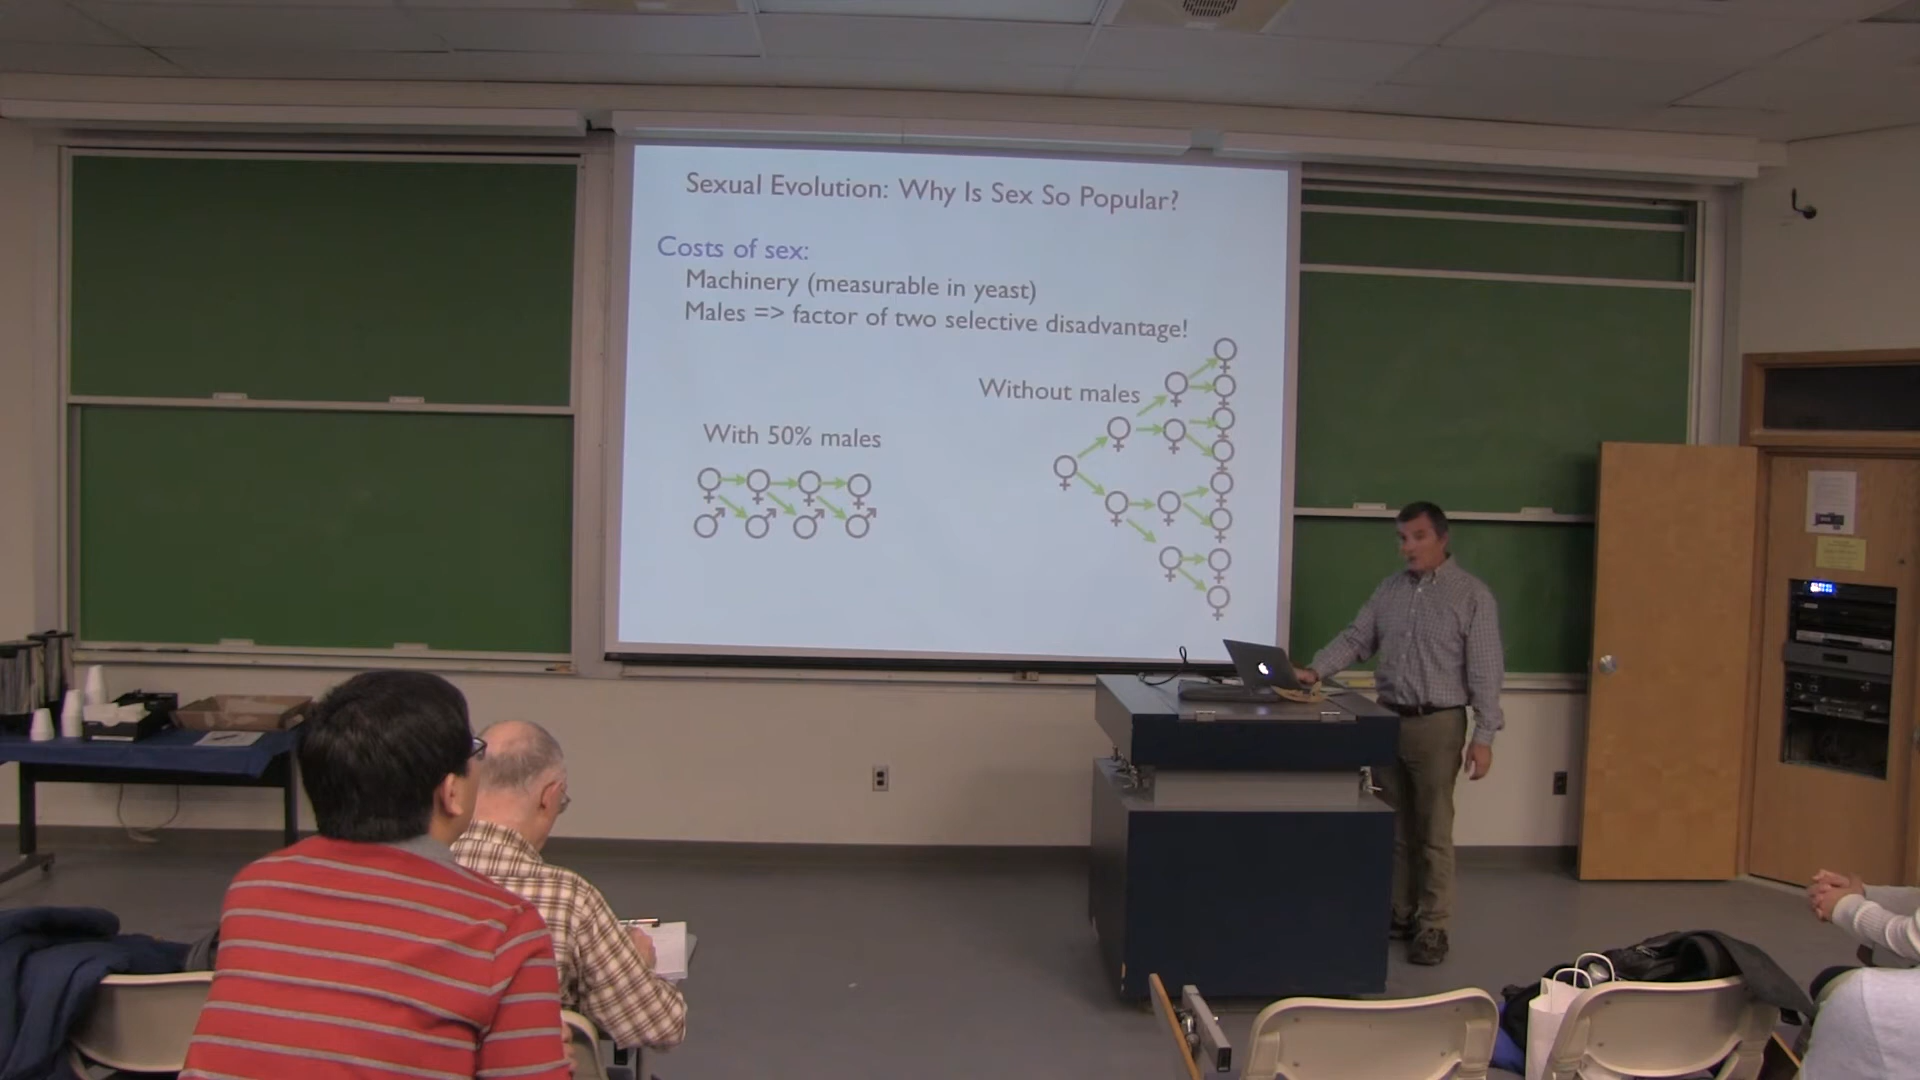 Sexual Evolution: Why Is Sex So Popular?
Costs of sex:
Machinery (measurable in yeast)
Males => factor of two selective disadvantage!
Without males
With 50% males